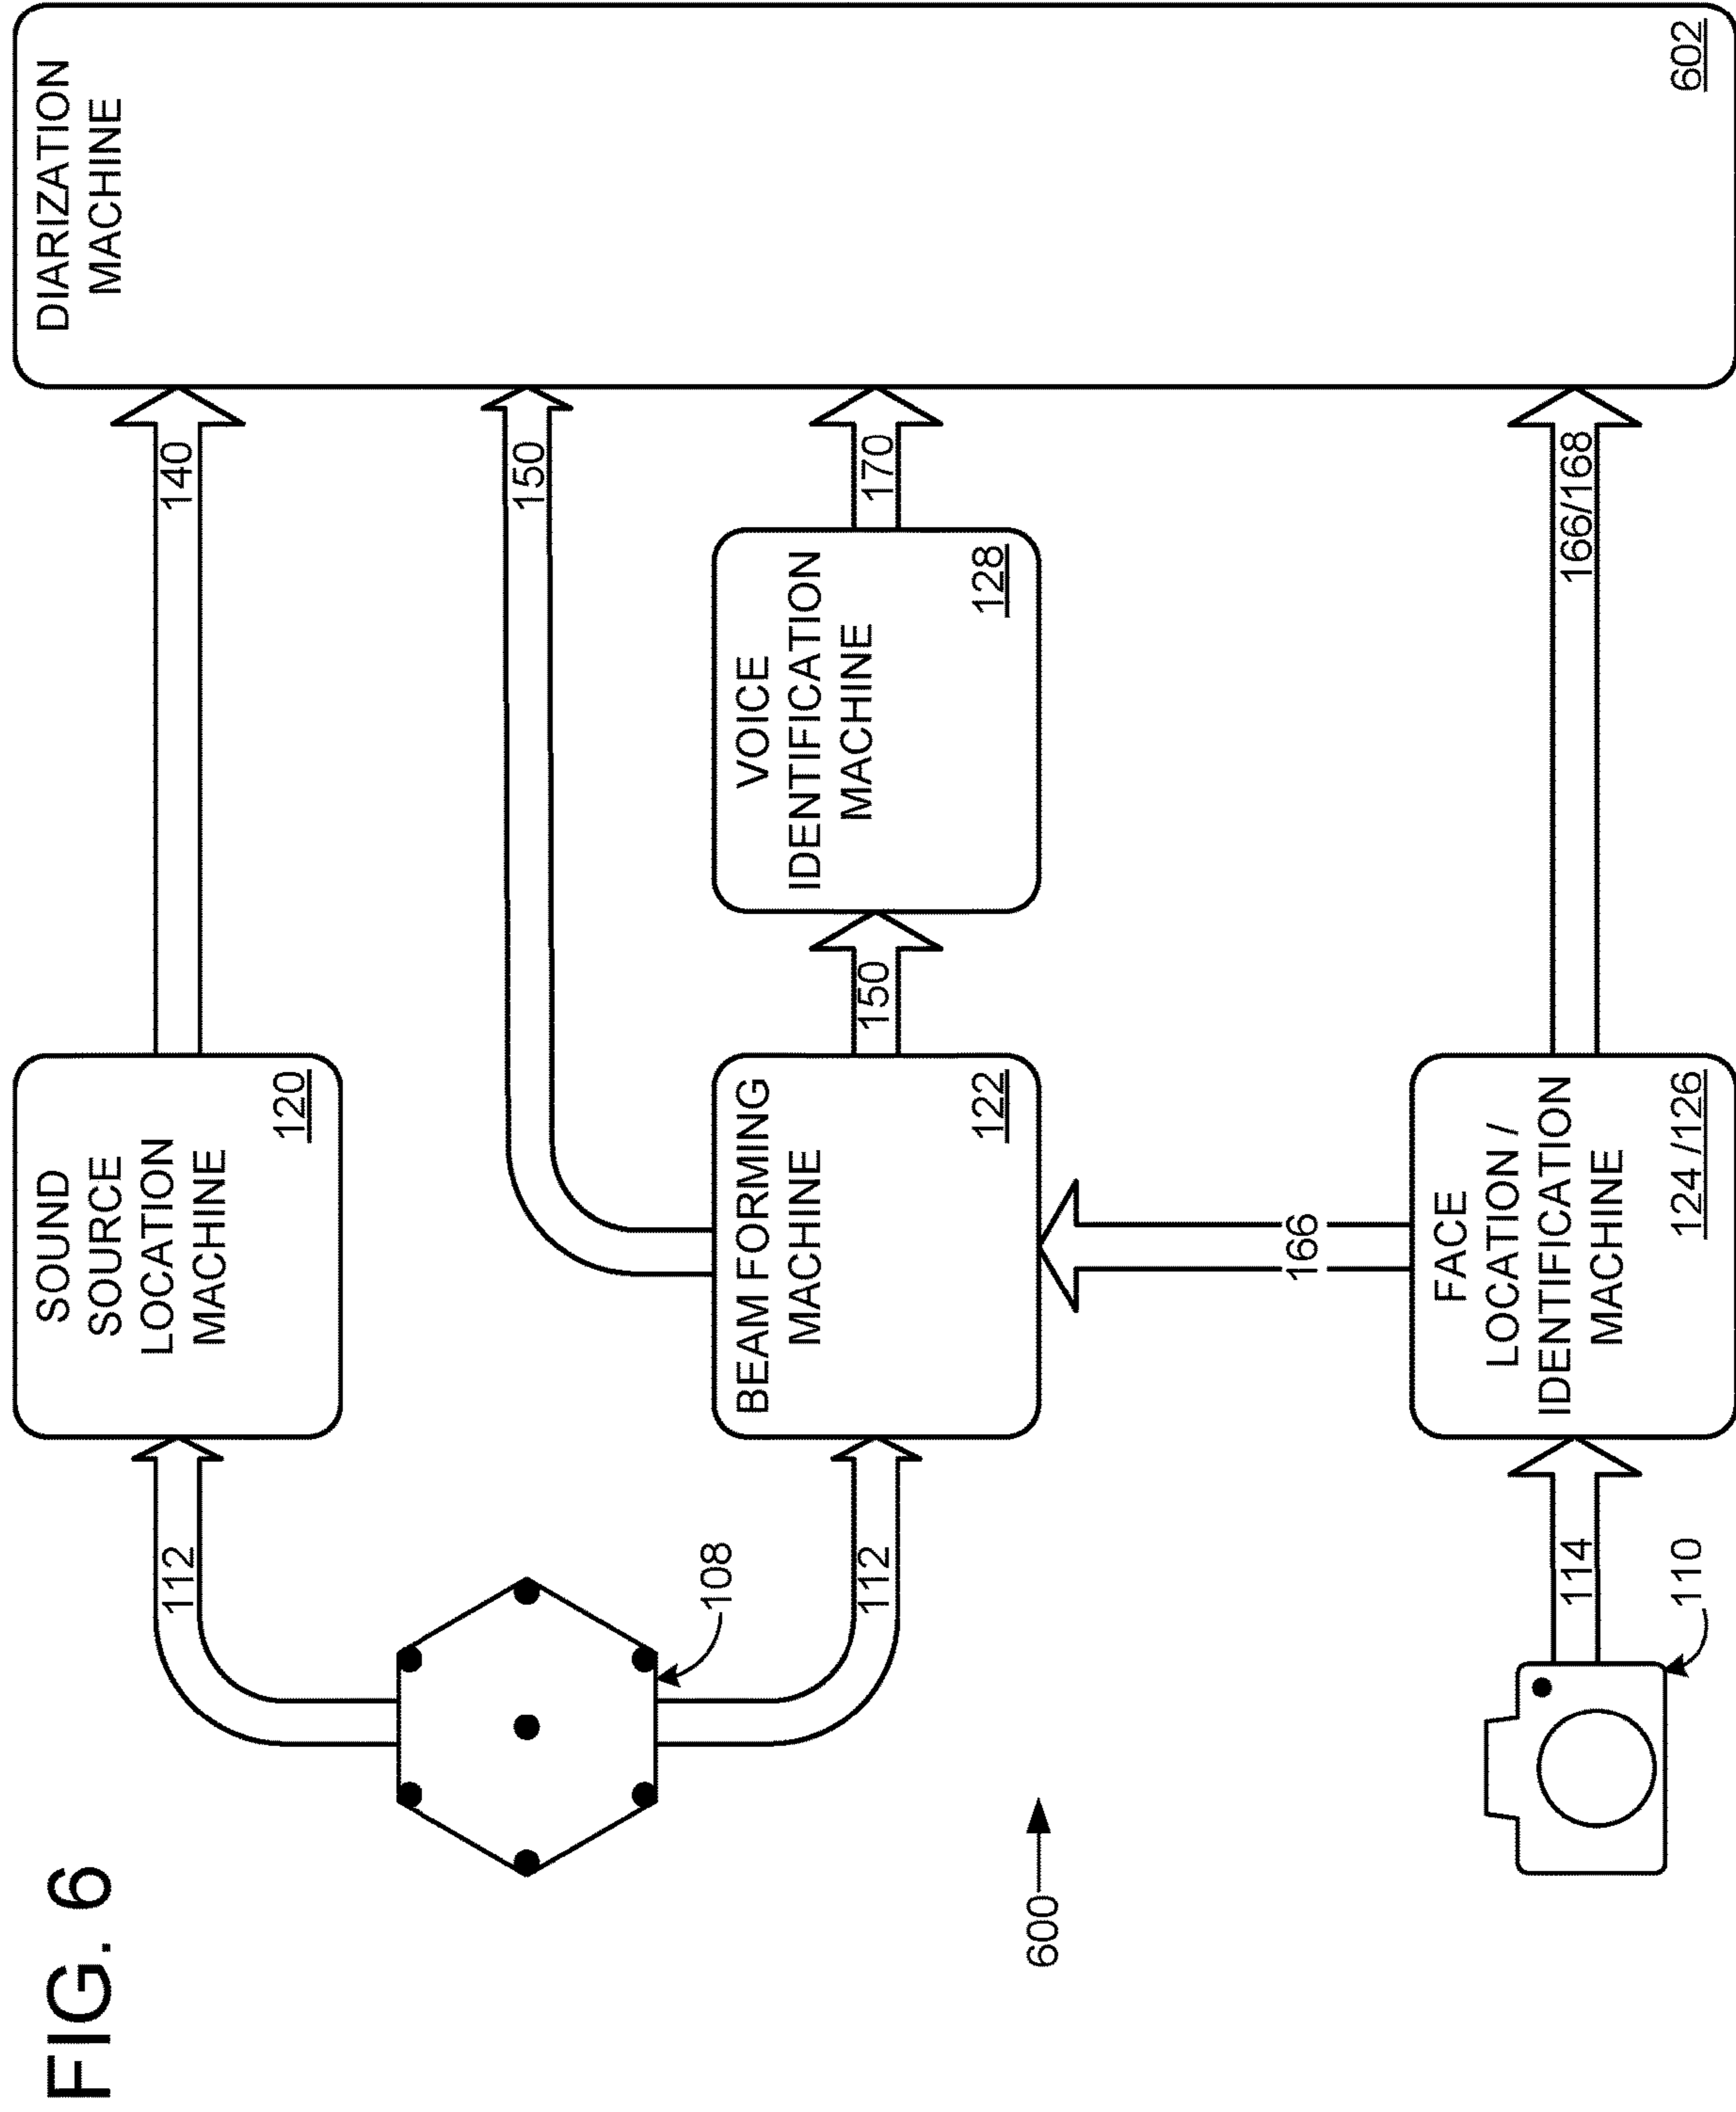 FIG. 6
112
SOUND
SOURCE
LOCATION
MACHINE
120
140
DIARIZATION
MACHINE
602
108
150
112
BEAM FORMING
MACHINE
122
150
VOICE
IDENTIFICATION
MACHINE
128
170
600
166
114
110
FACE
LOCATION /
IDENTIFICATION
MACHINE
124 /126
166/168